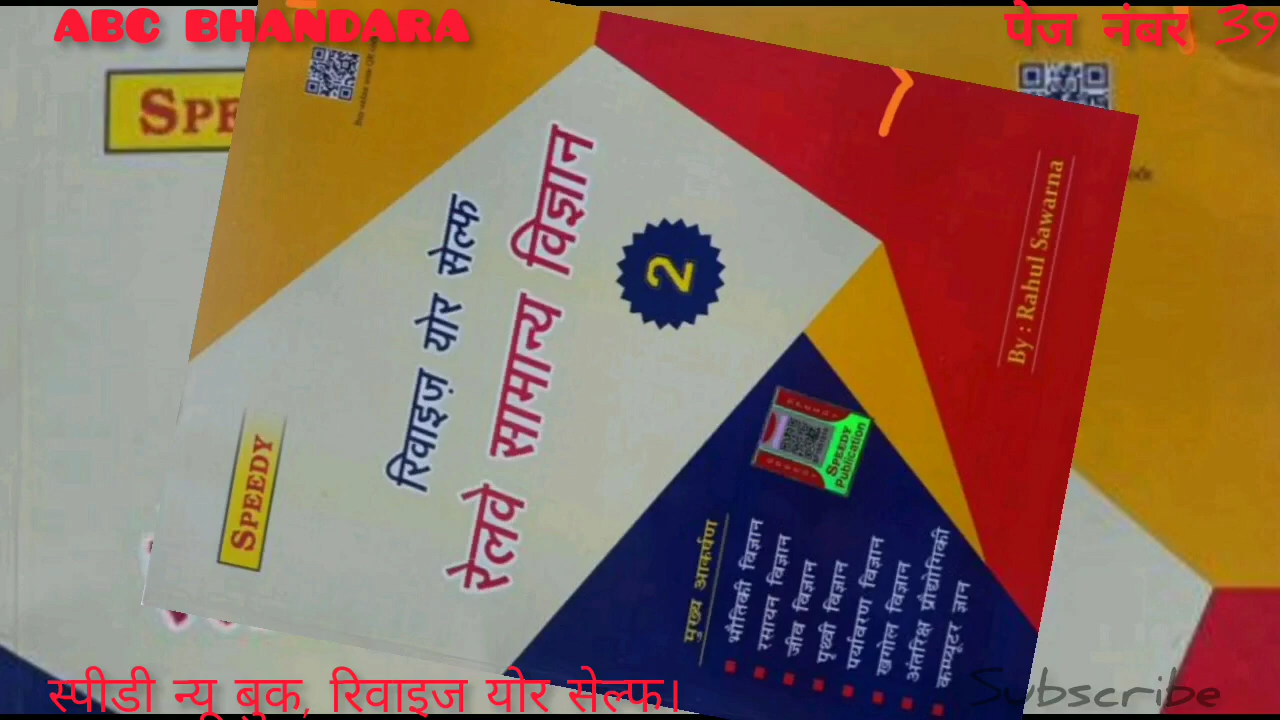 ABC BHANDARA
पेज नंबर 39
SPE
SPEEDY
रिवाइज़ योर सेल्फ
रेलवे सामान्य विज्ञान
2
By : Rahul Sawarna
SPEEDY
Publication
मुख्य आकर्षण
भौतिकी विज्ञान
रसायन विज्ञान
जीव विज्ञान
पृथ्वी विज्ञान
पर्यावरण विज्ञान
खगोल विज्ञान
अंतरिक्ष प्रौद्योगिकी
कम्प्यूटर ज्ञान
स्पीडी न्यू बुक, रिवाइज योर सेल्फ।
Subscribe